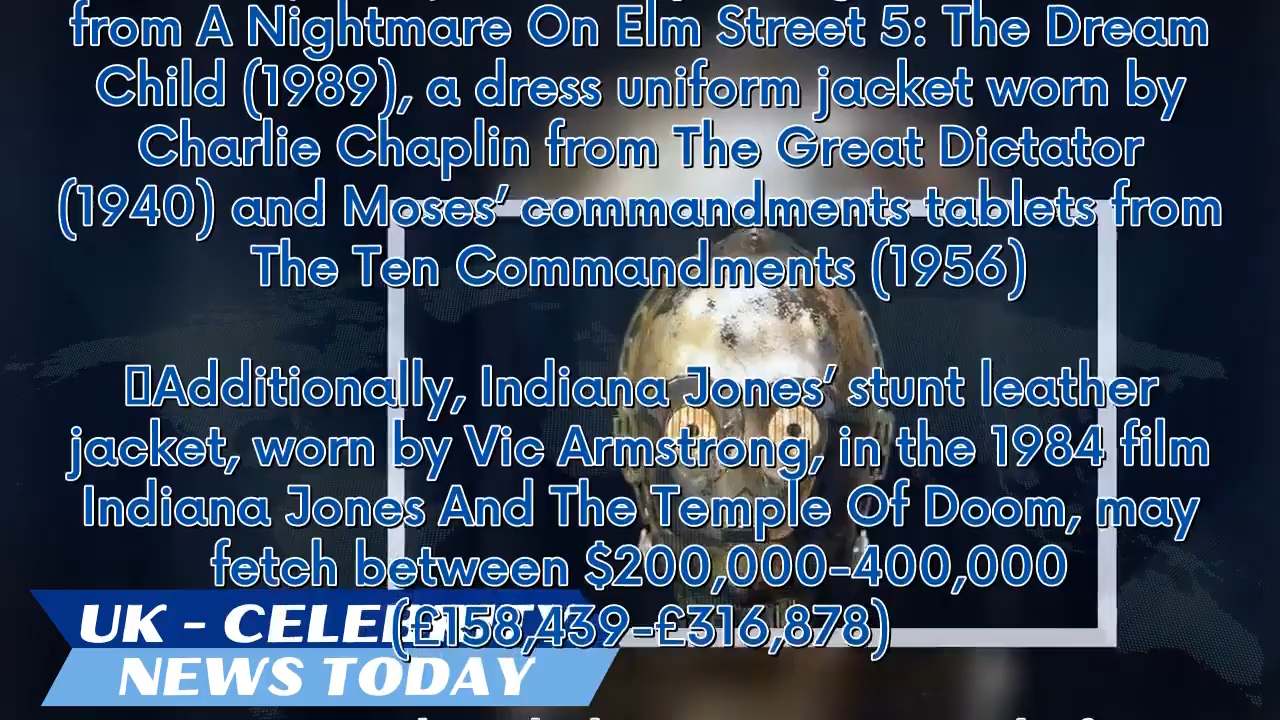 from A Nightmare On Elm Street 5: The Dream
Child (1989), a dress uniform jacket worn by
Charlie Chaplin from The Great Dictator
(1940) and Moses’ commandments tablets from
The Ten Commandments (1956)
Additionally, Indiana Jones’ stunt leather
jacket, worn by Vic Armstrong, in the 1984 film
Indiana Jones And The Temple Of Doom, may
fetch between $200,000-400,000
(£158,439-£316,878)
UK - CELEBRITY
NEWS TODAY